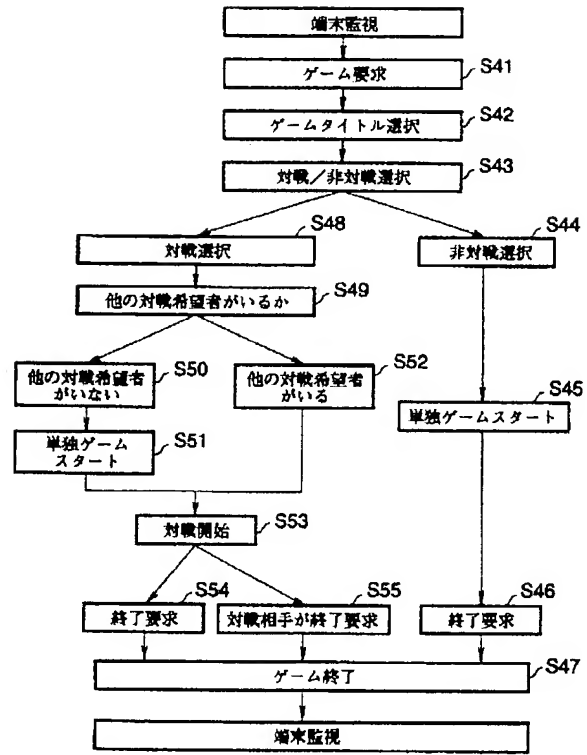 端末監視
ゲーム要求
S41
ゲームタイトル選択
S42
対戦／非対戦選択
S43
対戦選択
S48
非対戦選択
S44
他の対戦希望者がいるか
S49
他の対戦希望者
がいない
S50
他の対戦希望者
がいる
S52
単独ゲームスタート
S45
単独ゲーム
スタート
S51
対戦開始
S53
終了要求
S54
対戦相手が終了要求
S55
終了要求
S46
ゲーム終了
S47
端末監視